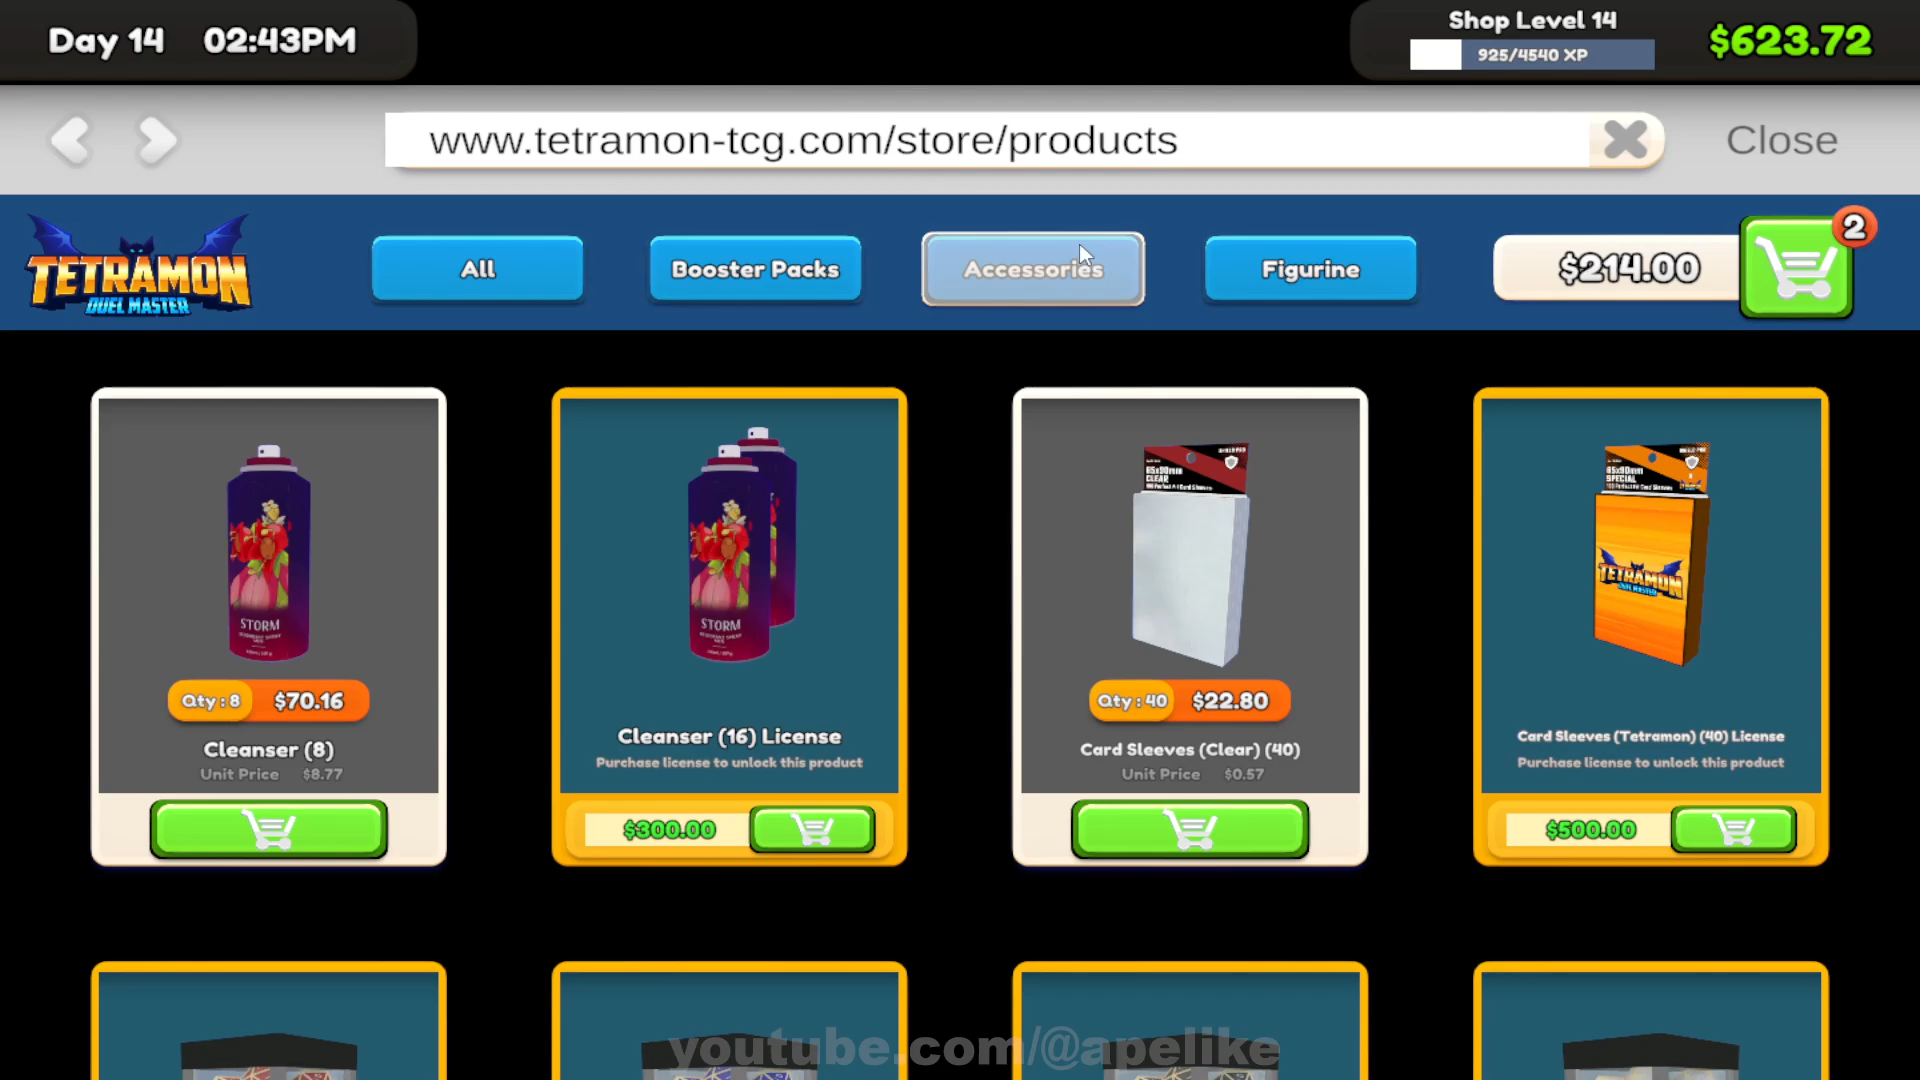 Day 14 02:43PM
Shop Level 14
925/4540 XP
$623.72
www.tetramon-tcg.com/store/products
Close
TETRAMON
DUEL MASTER
All
Booster Packs
Accessories
Figurine
$214.00
2
STORM
Qty : 8 $70.16
Cleanser (8)
Unit Price $8.77
STORM
Cleanser (16) License
Purchase license to unlock this product
$300.00
65x90mm
CLEAR
Qty : 40 $22.80
Card Sleeves (Clear) (40)
Unit Price $0.57
65x90mm
SPECIAL
TETRAMON
DUEL MASTER
Card Sleeves (Tetramon) (40) License
Purchase license to unlock this product
$500.00
youtube.com/@apelike